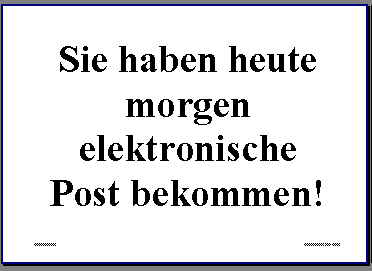 Sie haben heute
morgen
elektronische
Post bekommen!